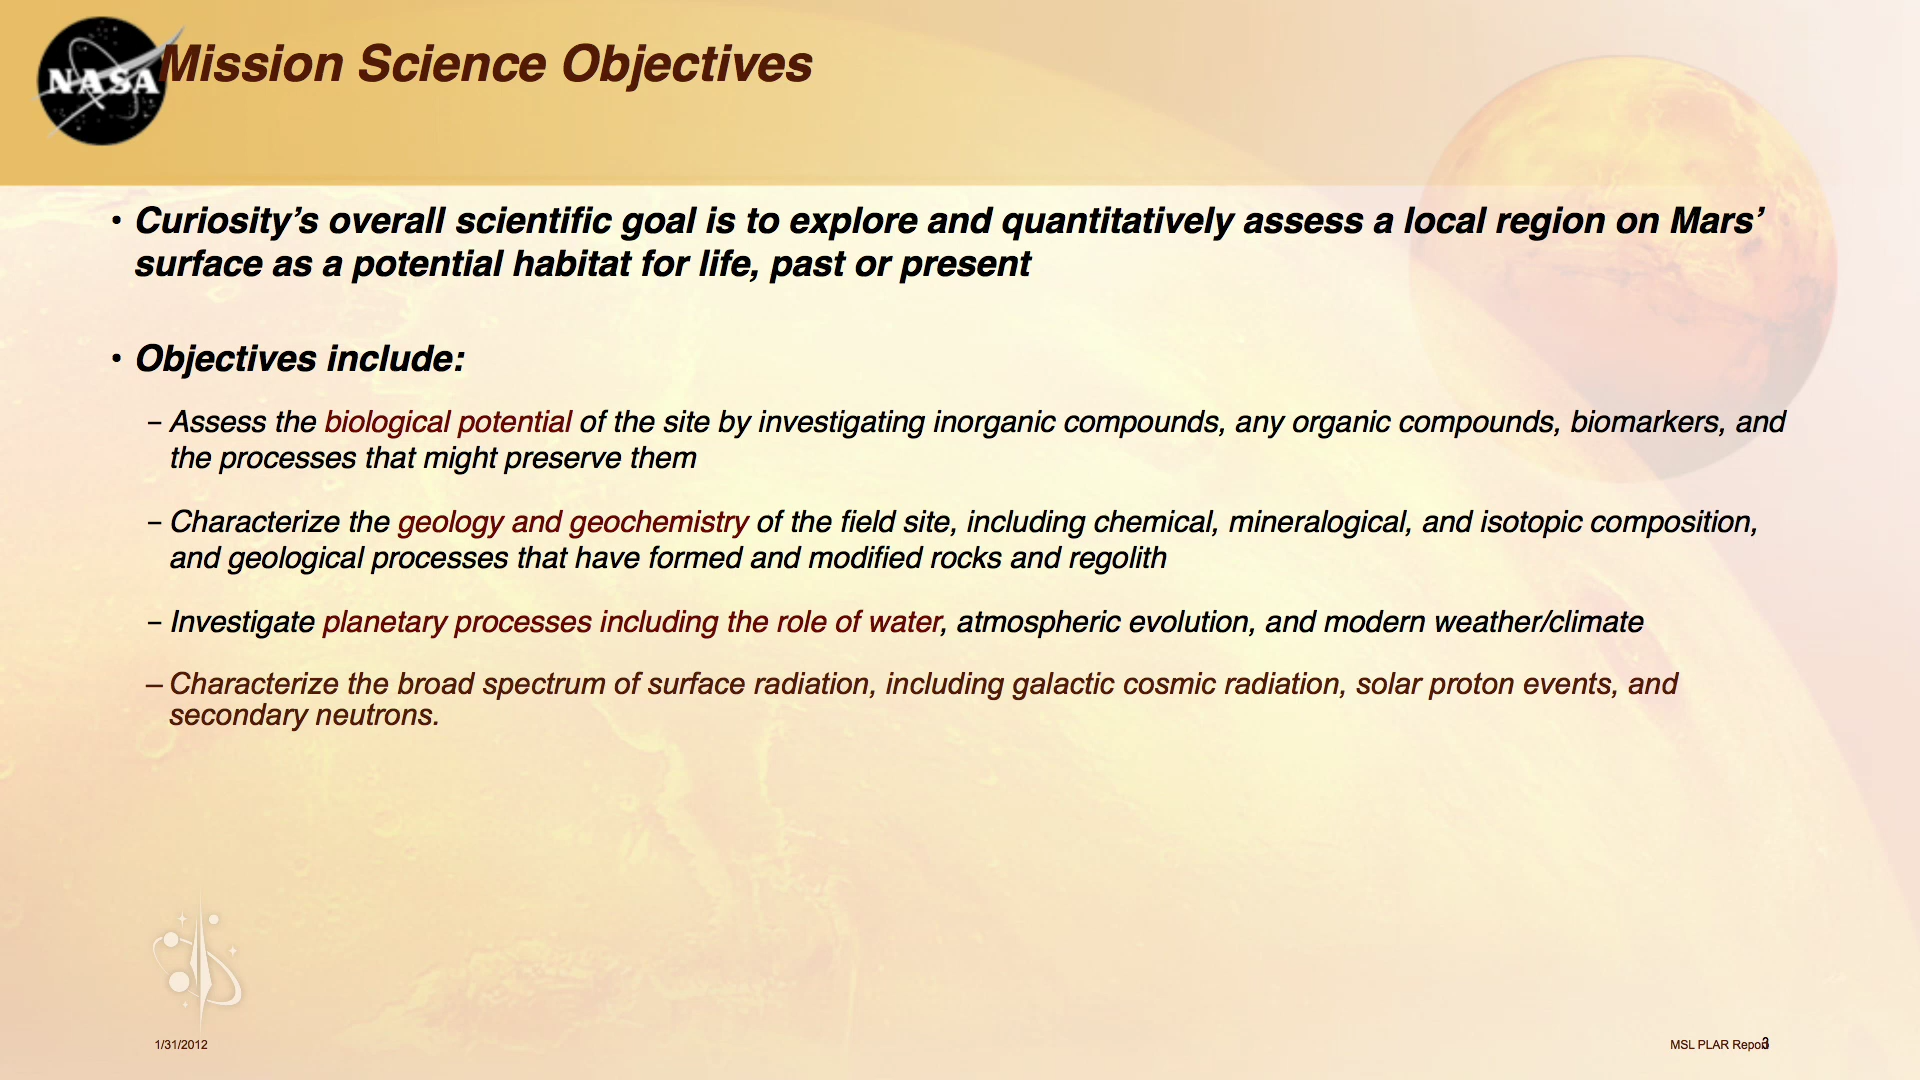 NASA
Mission Science Objectives
• Curiosity’s overall scientific goal is to explore and quantitatively assess a local region on Mars’
surface as a potential habitat for life, past or present
• Objectives include:
– Assess the biological potential of the site by investigating inorganic compounds, any organic compounds, biomarkers, and
the processes that might preserve them
– Characterize the geology and geochemistry of the field site, including chemical, mineralogical, and isotopic composition,
and geological processes that have formed and modified rocks and regolith
– Investigate planetary processes including the role of water, atmospheric evolution, and modern weather/climate
– Characterize the broad spectrum of surface radiation, including galactic cosmic radiation, solar proton events, and
secondary neutrons.
1/31/2012
MSL PLAR Report
3